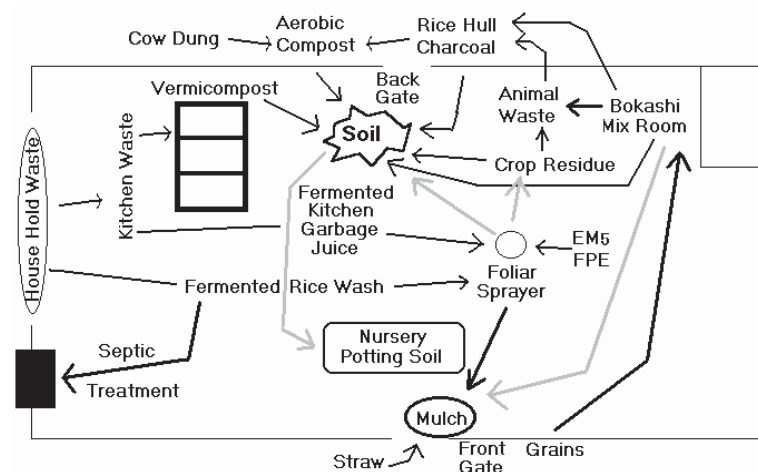 Cow Dung
Aerobic
Compost
Rice Hull
Charcoal
Vermicompost
Back
Gate
Animal
Waste
Bokashi
Mix Room
Soil
Crop Residue
House Hold Waste
Kitchen Waste
Fermented
Kitchen
Garbage
Juice
EM5
FPE
Foliar
Sprayer
Fermented Rice Wash
Nursery
Potting Soil
Septic
Treatment
Mulch
Straw
Front
Gate
Grains